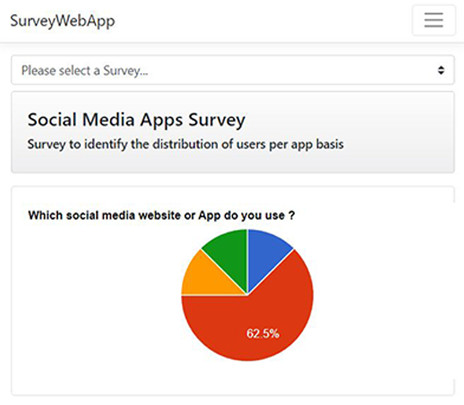 SurveyWebApp
Please select a Survey...
Social Media Apps Survey
Survey to identify the distribution of users per app basis
Which social media website or App do you use ?
62.5%